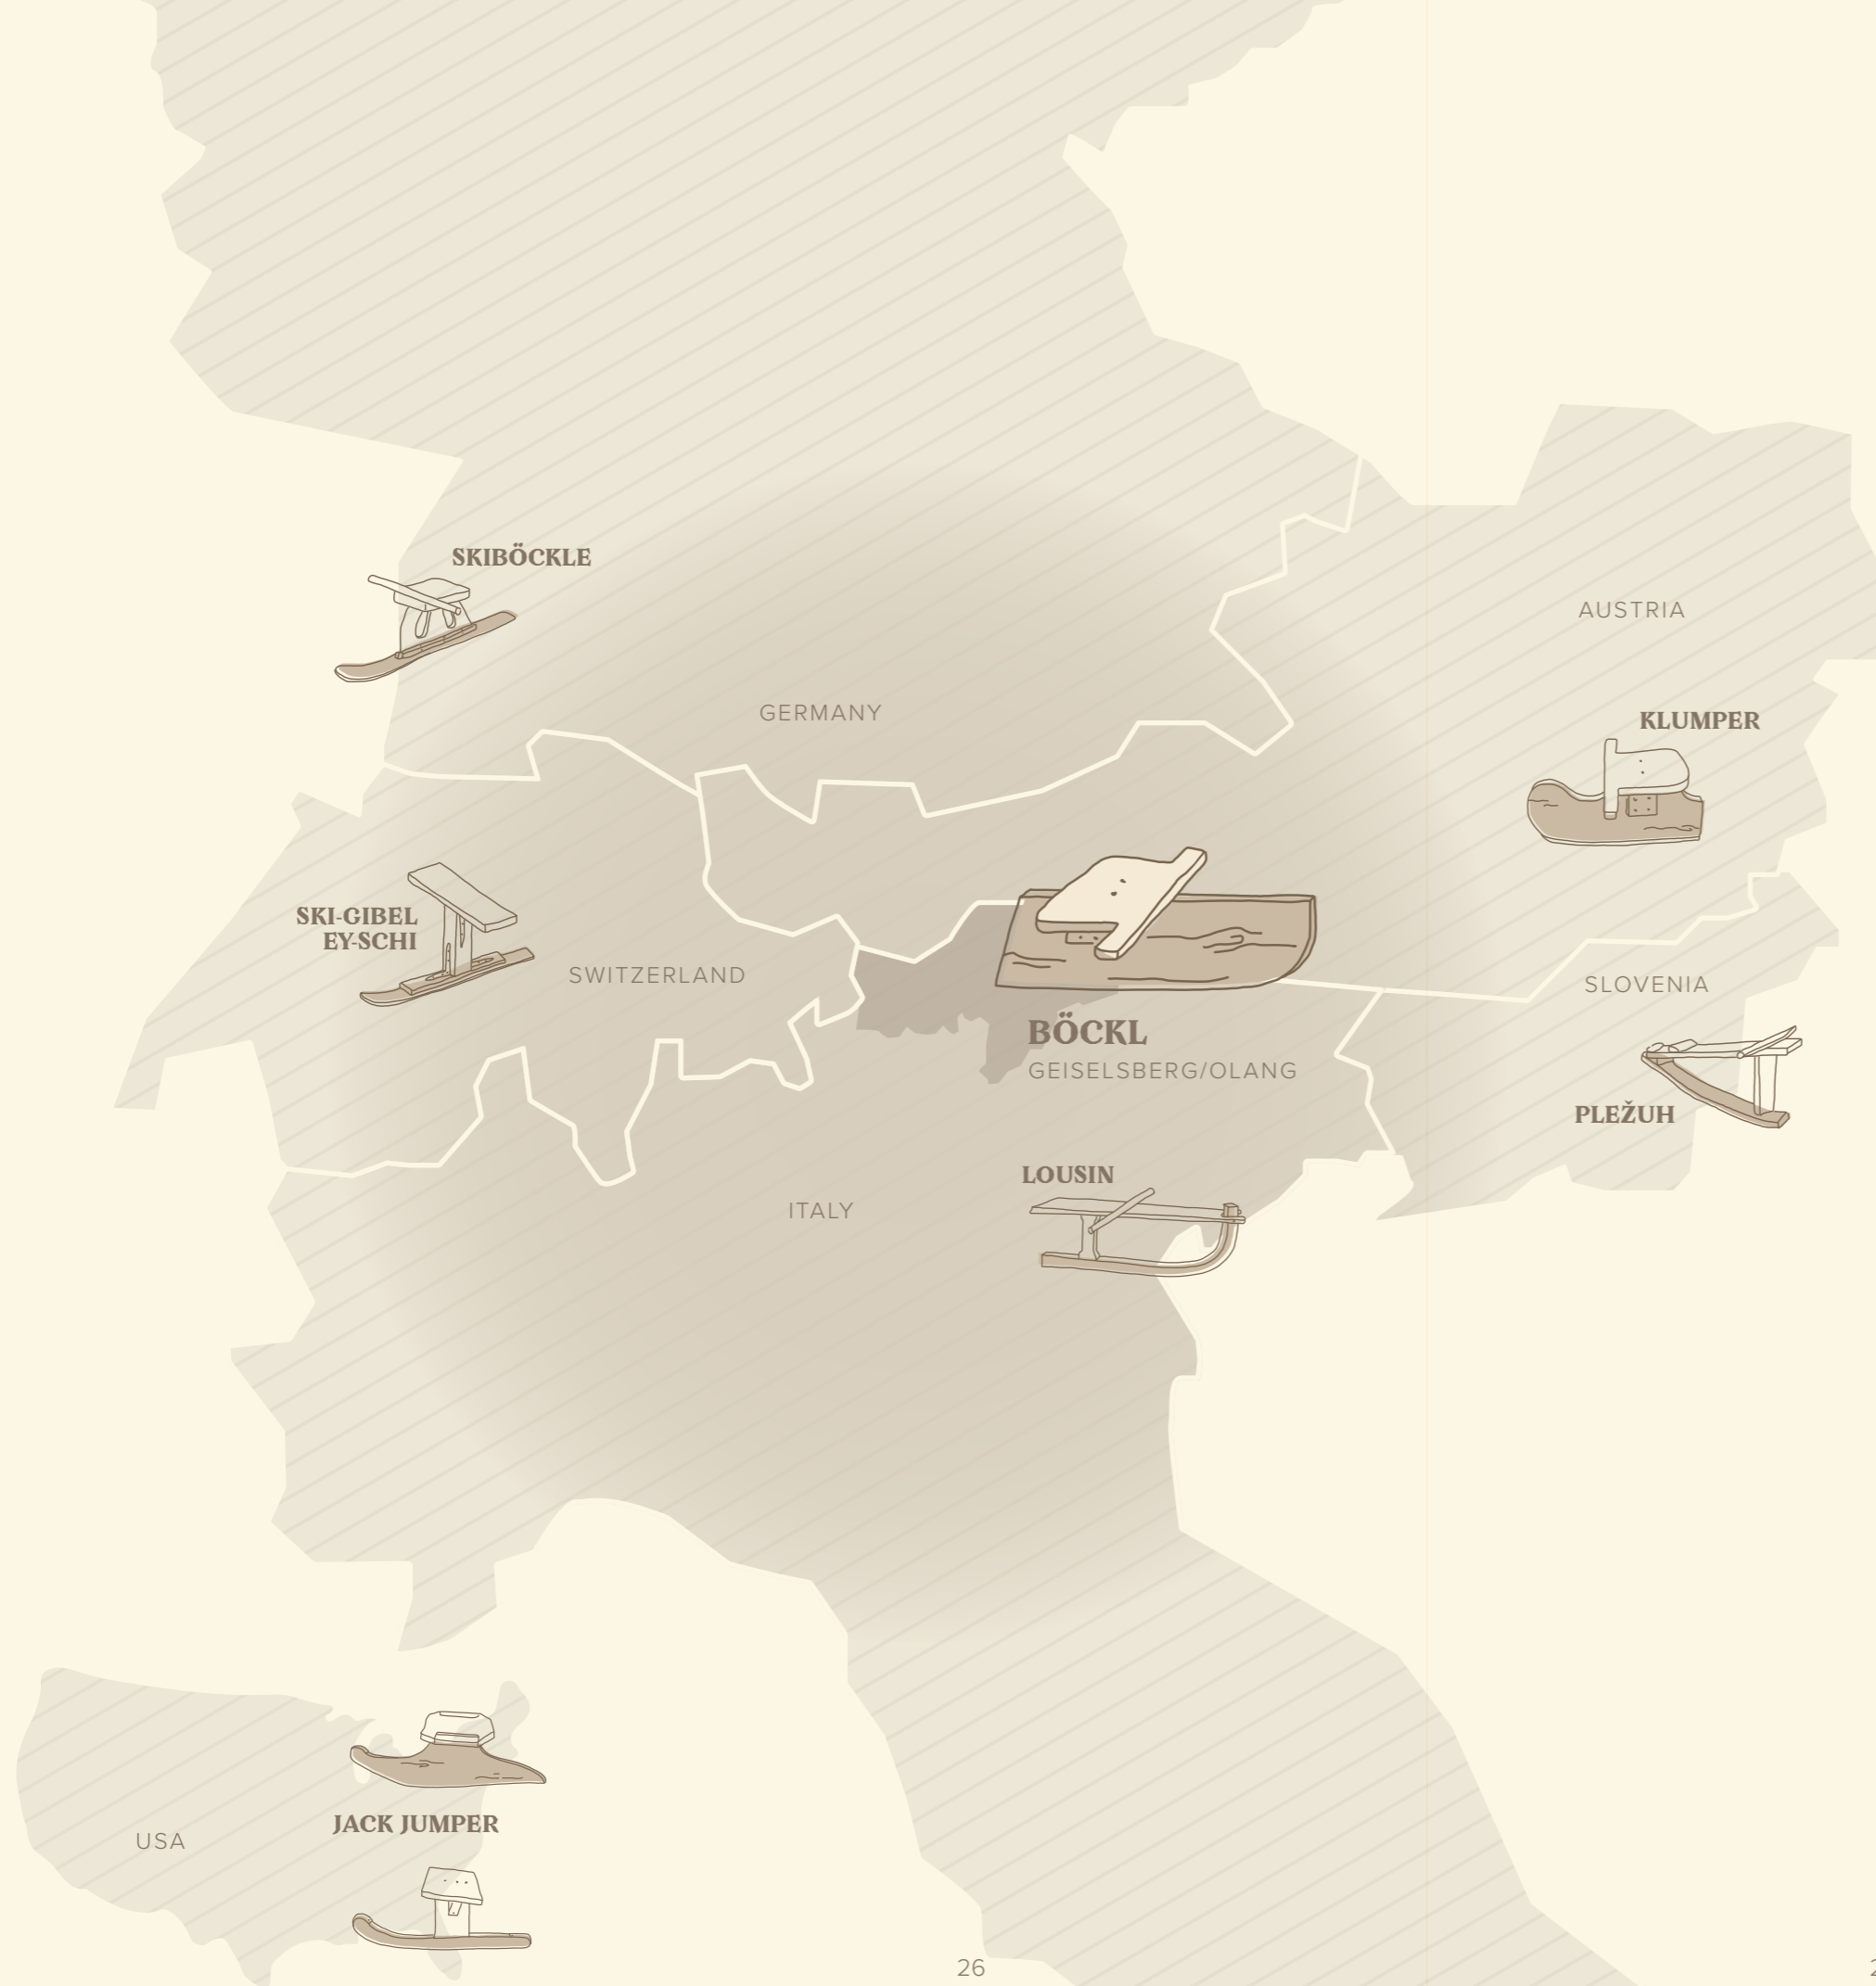 SKIBÖCKLE
AUSTRIA
GERMANY
KLUMPER
SKI-GIBEL
EY-SCHI
SWITZERLAND
SLOVENIA
BÖCKL
GEISELSBERG/OLANG
PLEŽUH
LOUSIN
ITALY
JACK JUMPER
USA
26